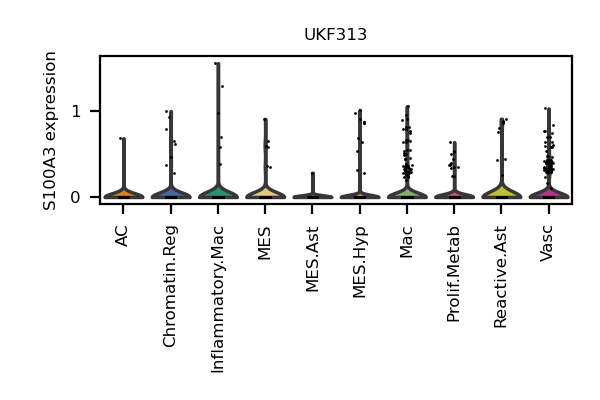 UKF313
S100A3 expression
1
0
AC
Chromatin.Reg
Inflammatory.Mac
MES
MES.Ast
MES.Hyp
Mac
Prolif.Metab
Reactive.Ast
Vasc